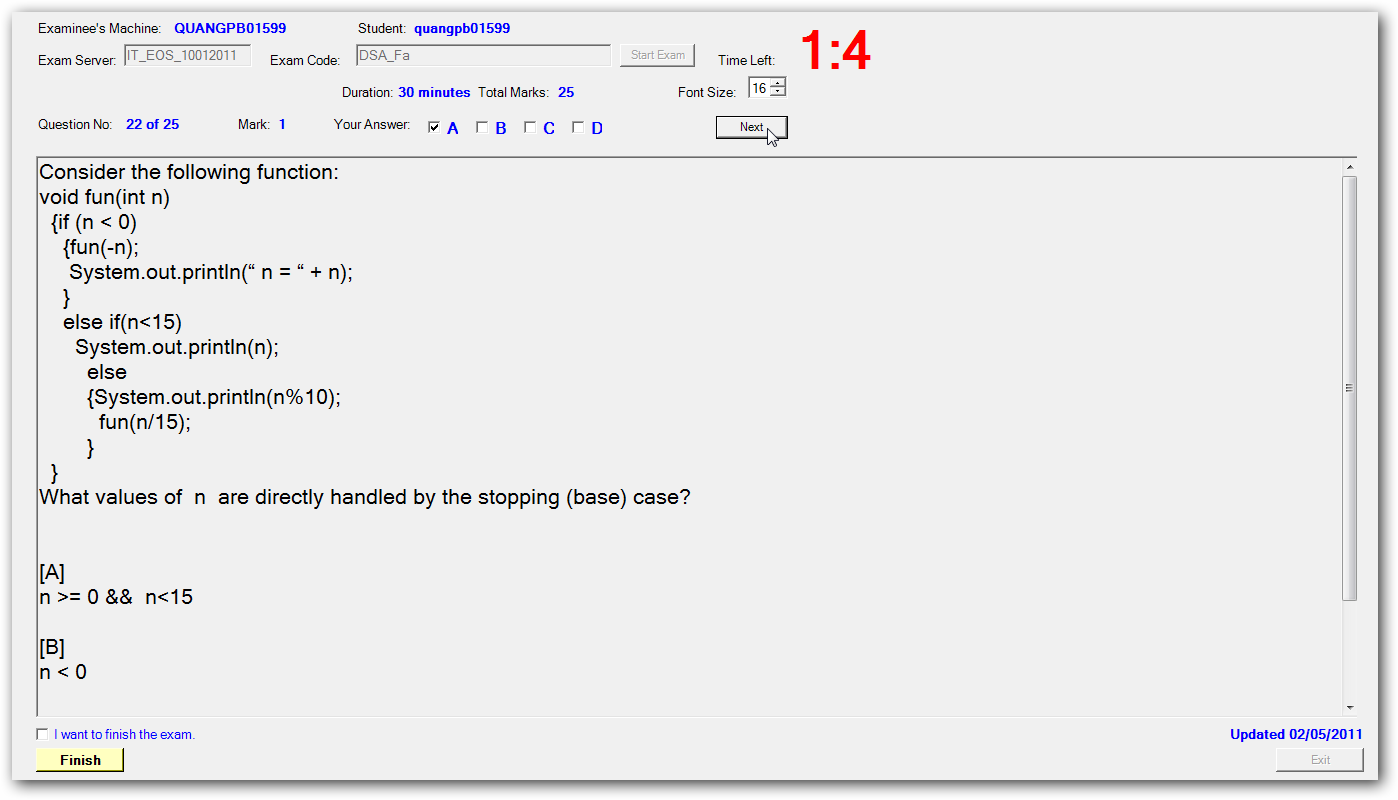 Examinee's Machine: QUANGPB01599 Student: quangpb01599
Exam Server: IT_EOS_10012011 Exam Code: DSA_Fa Start Exam Time Left: 1:4
Duration: 30 minutes Total Marks: 25 Font Size: 16
Question No: 22 of 25 Mark: 1 Your Answer: A B C D Next
Consider the following function:
void fun(int n)
{if (n < 0)
{fun(-n);
System.out.println(“ n = “ + n);
}
else if(n<15)
System.out.println(n);
else
{System.out.println(n%10);
fun(n/15);
}
}
What values of  n  are directly handled by the stopping (base) case?
[A]
n >= 0 &&  n<15
[B]
n < 0
I want to finish the exam. Updated 02/05/2011
Finish Exit